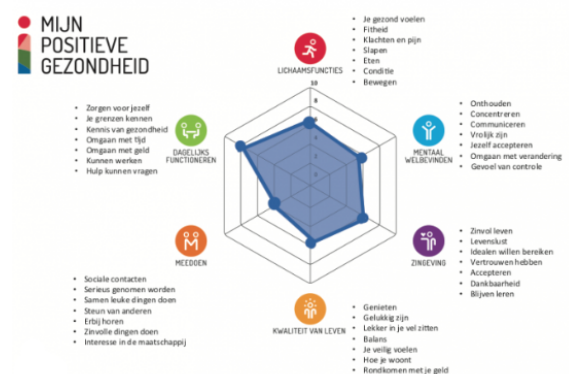 MIJN
POSITIEVE
GEZONDHEID
• Je gezond voelen
• Fitheid
• Klachten en pijn
• Slapen
• Eten
• Conditie
• Bewegen
LICHAAMSFUNCTIES
10
8
• Zorgen voor jezelf
• Je grenzen kennen
• Kennis van gezondheid
• Omgaan met tijd
• Omgaan met geld
• Kunnen werken
• Hulp kunnen vragen
DAGELIJKS
FUNCTIONEREN
• Onthouden
• Concentreren
• Communiceren
• Vrolijk zijn
• Jezelf accepteren
• Omgaan met verandering
• Gevoel van controle
MENTAAL
WELBEVINDEN
MEEDOEN
• Sociale contacten
• Serieus genomen worden
• Samen leuke dingen doen
• Steun van anderen
• Erbij horen
• Zinvolle dingen doen
• Interesse in de maatschappij
ZINGEVING
• Zinvol leven
• Levenslust
• Idealen willen bereiken
• Vertrouwen hebben
• Accepteren
• Dankbaarheid
• Blijven leren
KWALITEIT VAN LEVEN
• Genieten
• Gelukkig zijn
• Lekker in je vel zitten
• Balans
• Je veilig voelen
• Hoe je woont
• Rondkomen met je geld